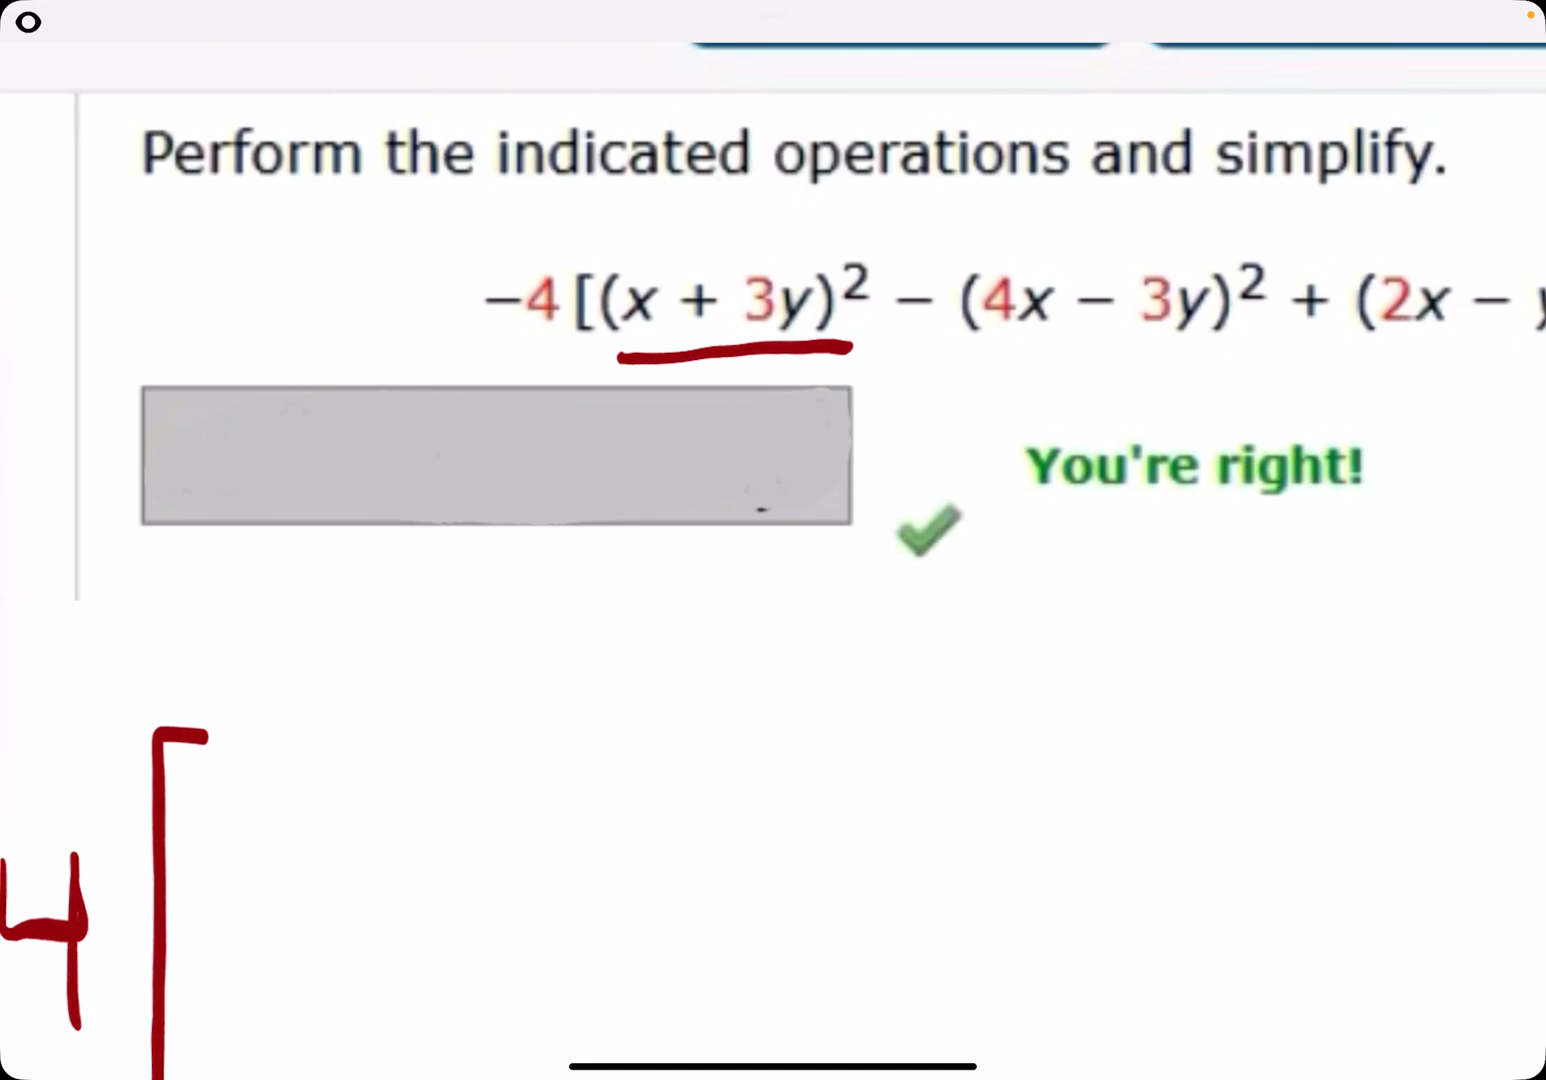 Perform the indicated operations and simplify.
−4 [(x + 3y)² − (4x − 3y)² + (2x − y
You're right!
4 [